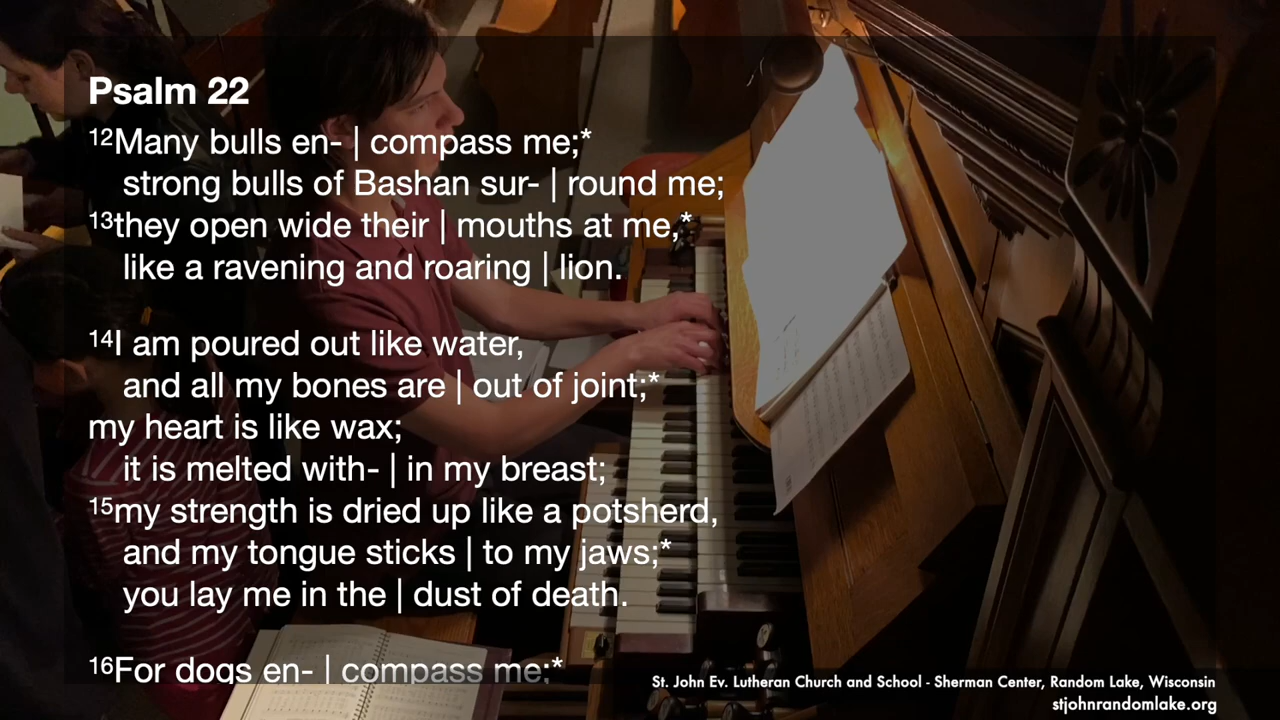 Psalm 22
¹²Many bulls en- | compass me;*
strong bulls of Bashan sur- | round me;
¹³they open wide their | mouths at me,*
like a ravening and roaring | lion.
¹⁴I am poured out like water,
and all my bones are | out of joint;*
my heart is like wax;
it is melted with- | in my breast;
¹⁵my strength is dried up like a potsherd,
and my tongue sticks | to my jaws;*
you lay me in the | dust of death.
¹⁶For dogs en- | compass me;*
St. John Ev. Lutheran Church and School - Sherman Center, Random Lake, Wisconsin
stjohnrandomlake.org